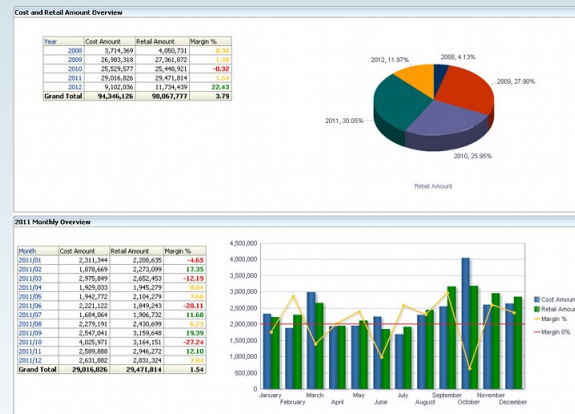 Cost and Retail Amount Overview
Year Cost Amount Retail Amount Margin %
2008 3,714,369 4,050,731 8.30
2009 26,983,318 27,361,872 1.38
2010 25,529,577 25,448,921 -0.32
2011 29,016,826 29,471,814 1.54
2012 9,102,036 11,734,439 22.43
Grand Total 94,346,126 98,067,777 3.79
2012, 11.97%
2008, 4.13%
2009, 27.90%
2011, 30.05%
2010, 25.95%
Retail Amount
2011 Monthly Overview
Month Cost Amount Retail Amount Margin %
2011/01 2,311,344 2,208,635 -4.65
2011/02 1,878,669 2,273,099 17.35
2011/03 2,975,849 2,652,453 -12.19
2011/04 1,929,033 1,945,279 0.84
2011/05 1,942,772 2,104,279 7.68
2011/06 2,221,122 1,849,243 -20.11
2011/07 1,684,064 1,906,732 11.68
2011/08 2,279,191 2,430,699 6.23
2011/09 2,547,041 3,159,648 19.39
2011/10 4,025,971 3,164,151 -27.24
2011/11 2,589,888 2,946,272 12.10
2011/12 2,631,882 2,831,324 7.04
Grand Total 29,016,826 29,471,814 1.54
4,500,000
4,000,000
3,500,000
3,000,000
2,500,000
2,000,000
1,500,000
1,000,000
500,000
0
January March May July September November
February April June August October December
Cost Amoun
Retail Amou
Margin %
Margin 0%